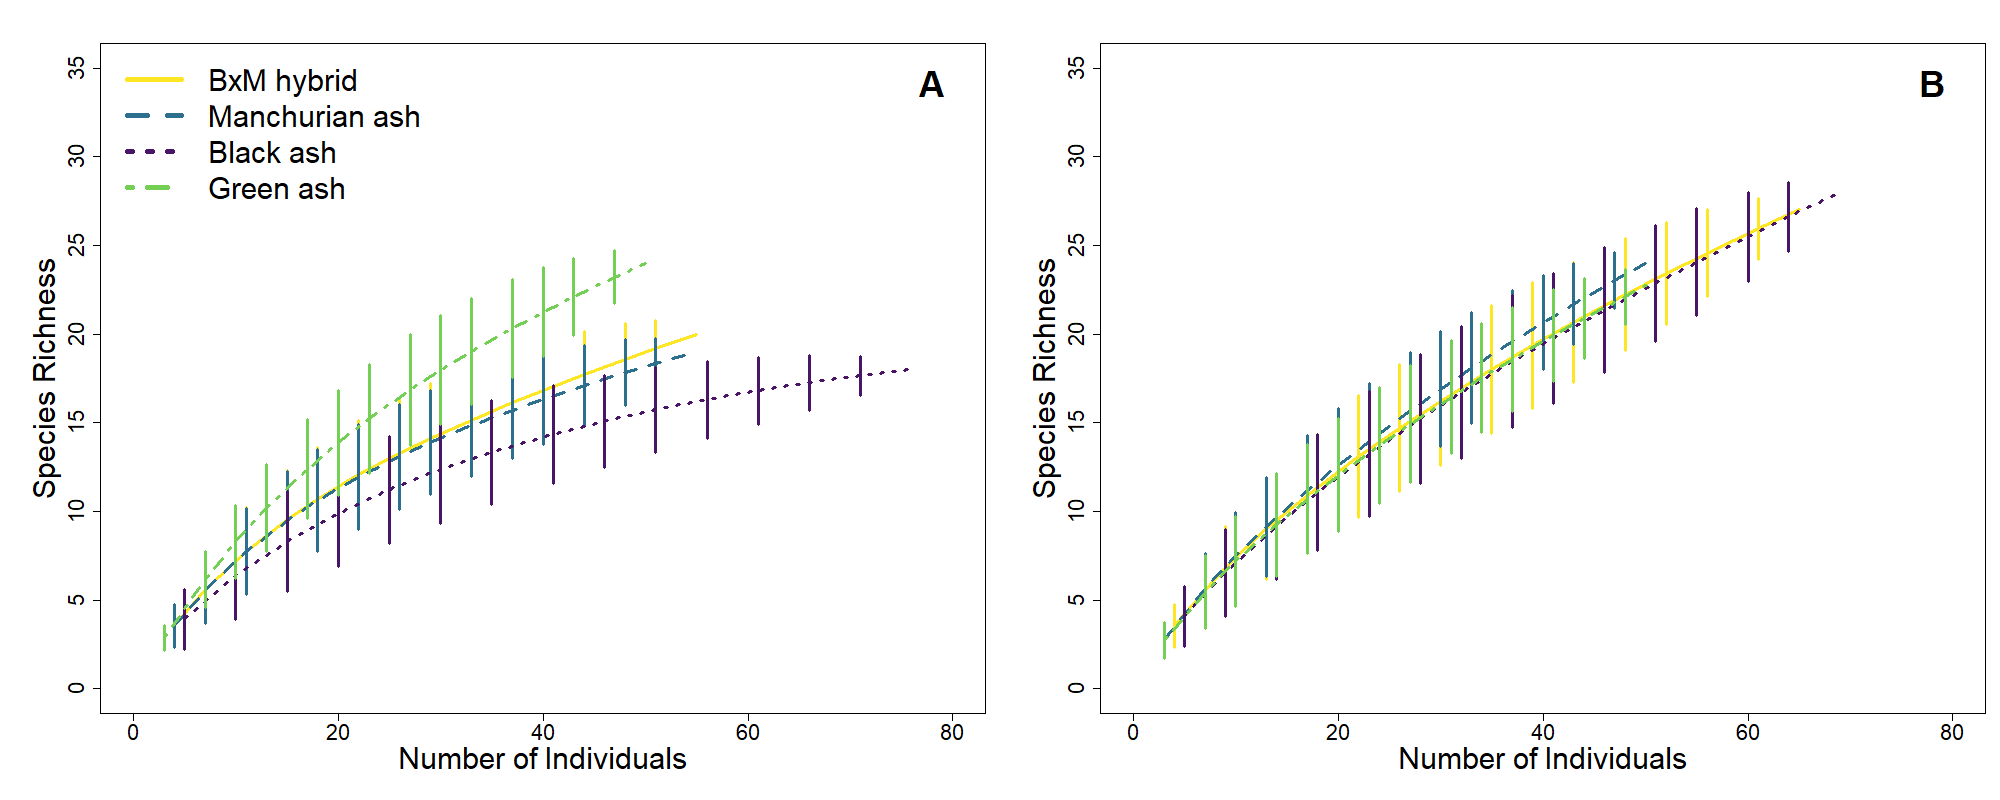 BxM hybrid
Manchurian ash
Black ash
Green ash
A
Species Richness
0
5
10
15
20
25
30
35
0 20 40 60 80
Number of Individuals
B
Species Richness
0
5
10
15
20
25
30
35
0 20 40 60 80
Number of Individuals